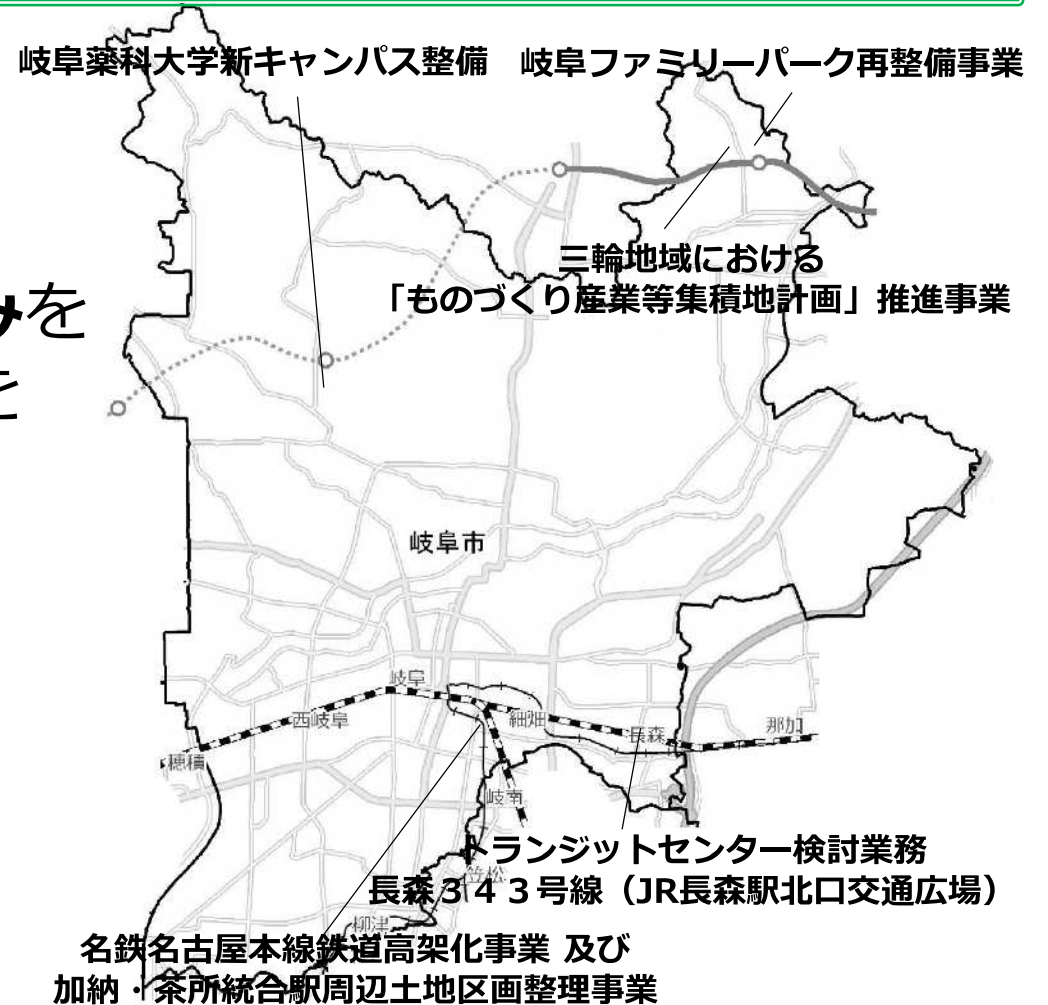 岐阜薬科大学新キャンパス整備
岐阜ファミリーパーク再整備事業
三輪地域における
「ものづくり産業等集積地計画」推進事業
みを
と
岐阜市
岐阜
西岐阜
細畑
長森
那加
穂積
岐南
トランジットセンター検討業務
笠松
長森３４３号線（JR長森駅北口交通広場）
柳津
名鉄名古屋本線鉄道高架化事業 及び
加納・茶所統合駅周辺土地区画整理事業